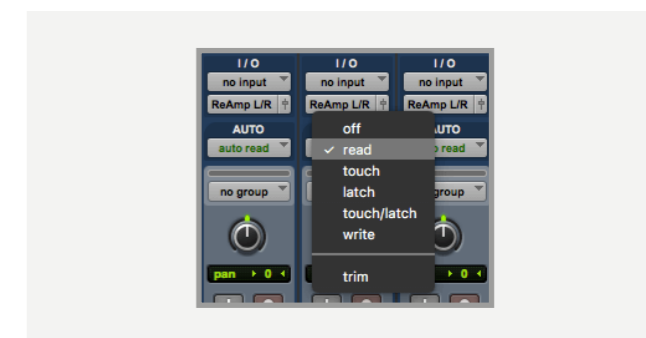 I/O I/O I/O
no input no input no input
ReAmp L/R ReAmp L/R ReAmp L/R
AUTO AUTO
auto read read
no group group
pan 0 0
off
read
touch
latch
touch/latch
write
trim